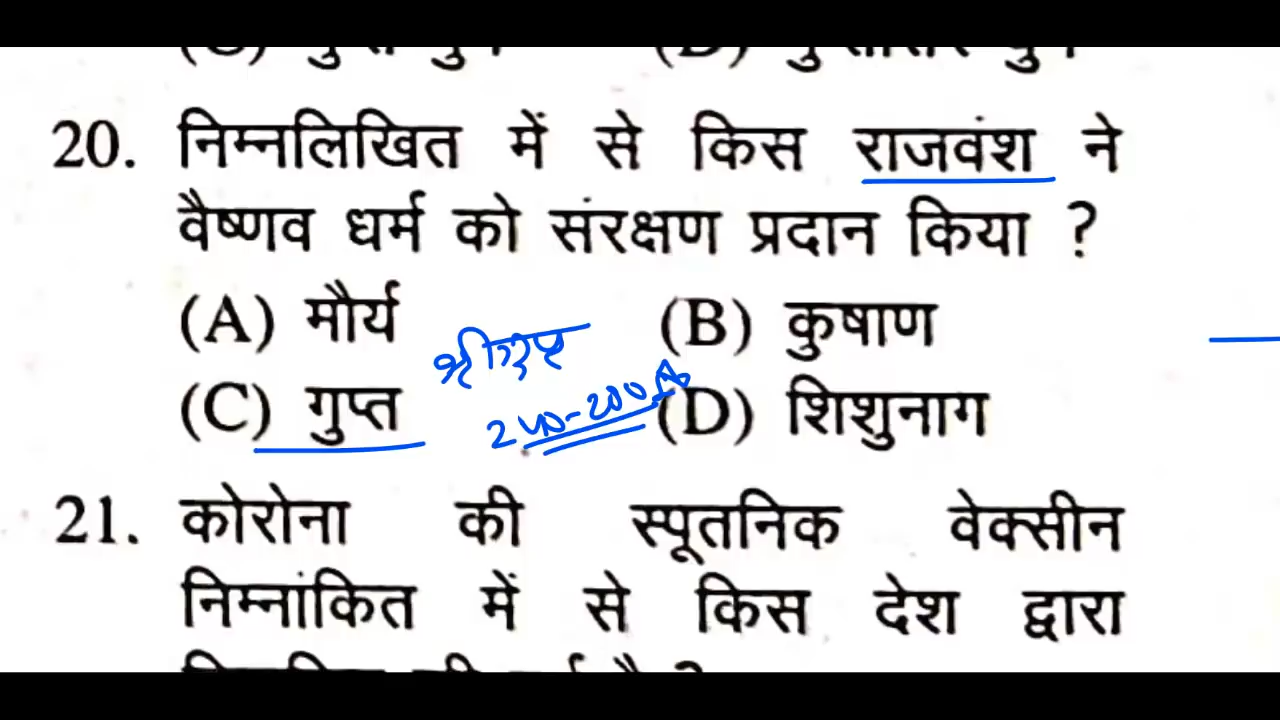 20. निम्नलिखित में से किस राजवंश ने
वैष्णव धर्म को संरक्षण प्रदान किया ?
(A) मौर्य (B) कुषाण
श्रीगुप्त
(C) गुप्त (D) शिशुनाग
21. कोरोना की स्पूतनिक वेक्सीन
निम्नांकित में से किस देश द्वारा